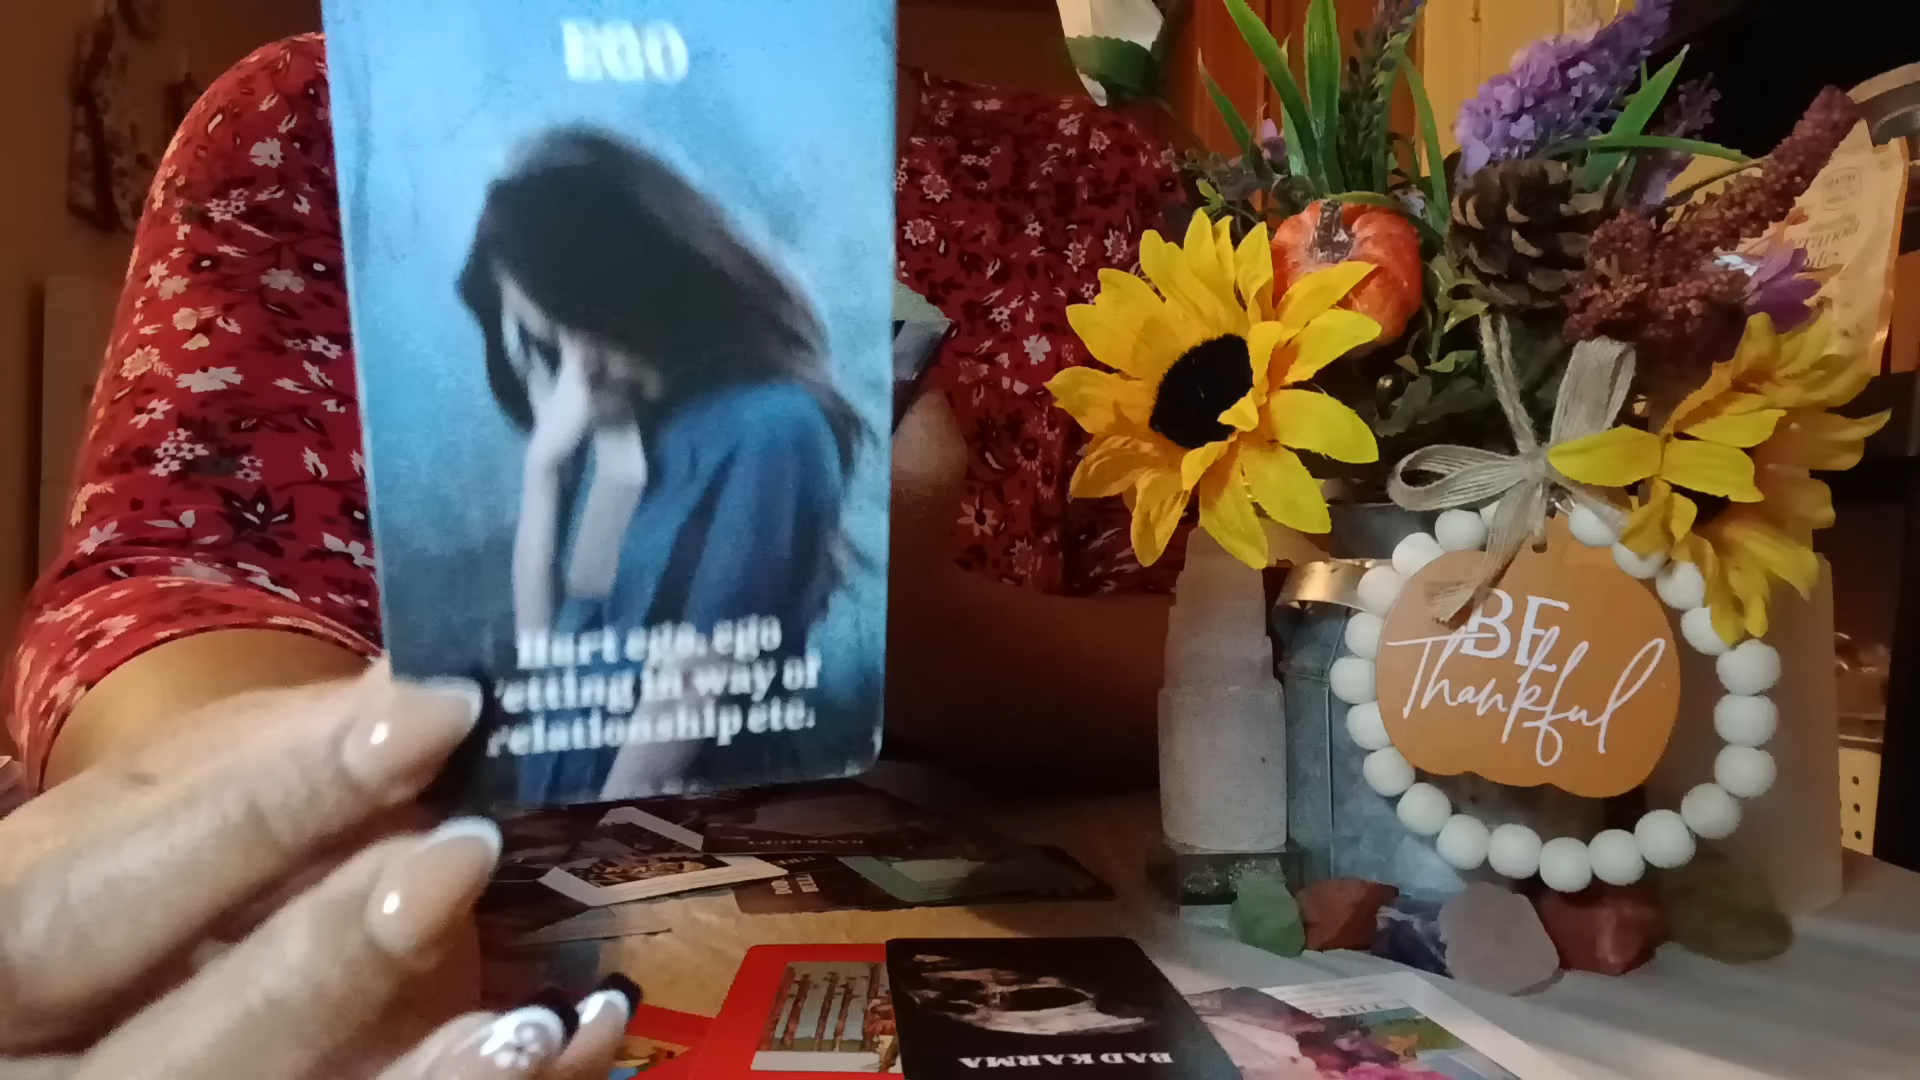 EGO
Hurt ego, ego
getting in way of
relationship etc.
BE
Thankful
BAD KARMA